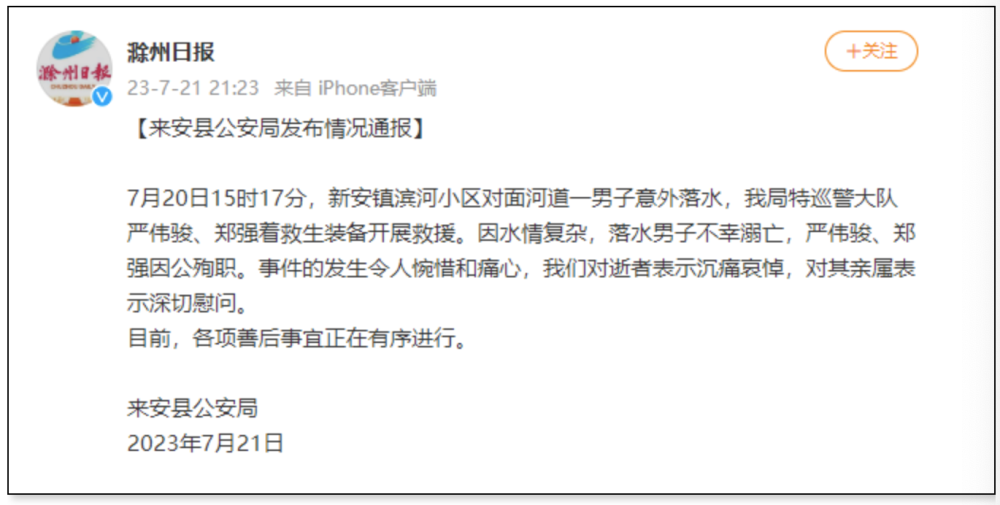 滁州日报
滁州日报
+关注
23-7-21 21:23 来自 iPhone客户端
【来安县公安局发布情况通报】
7月20日15时17分，新安镇滨河小区对面河道一男子意外落水，我局特巡警大队
严伟骏、郑强着救生装备开展救援。因水情复杂，落水男子不幸溺亡，严伟骏、郑
强因公殉职。事件的发生令人惋惜和痛心，我们对逝者表示沉痛哀悼，对其亲属表
示深切慰问。
目前，各项善后事宜正在有序进行。
来安县公安局
2023年7月21日